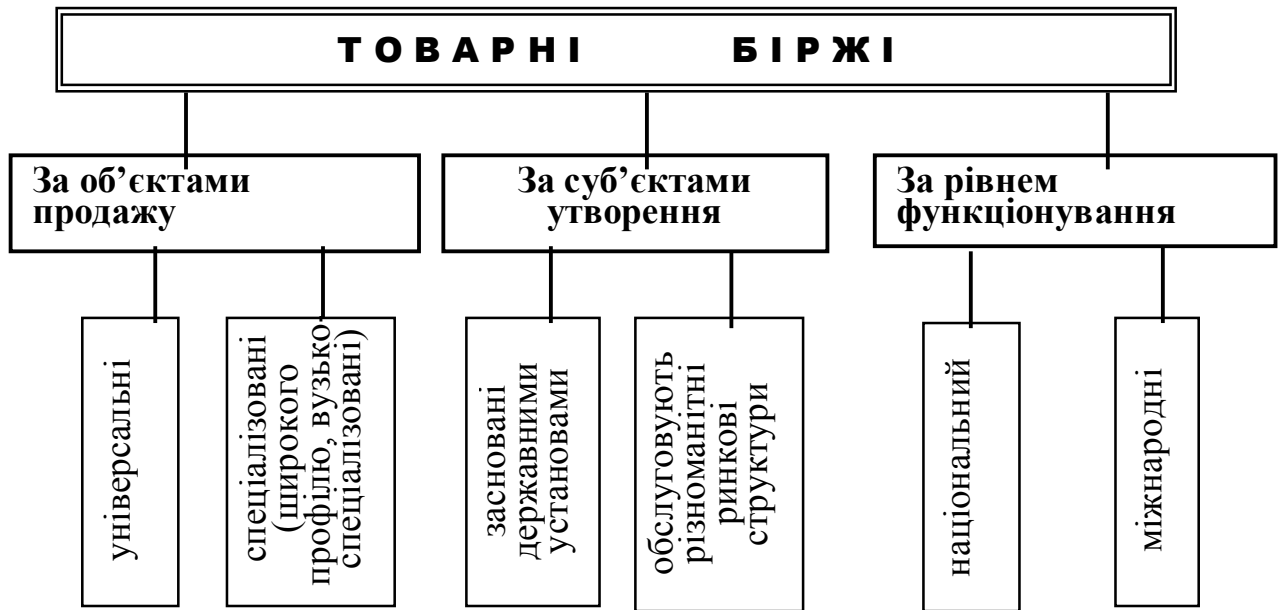 ТОВАРНІ БІРЖІ
За об’єктами
продажу
За суб’єктами
утворення
За рівнем
функціонування
універсальні
спеціалізовані
(широкого
профілю, вузько
спеціалізовані)
засновані
державними
установами
обслуговують
різноманітні
ринкові
структури
національний
міжнародні